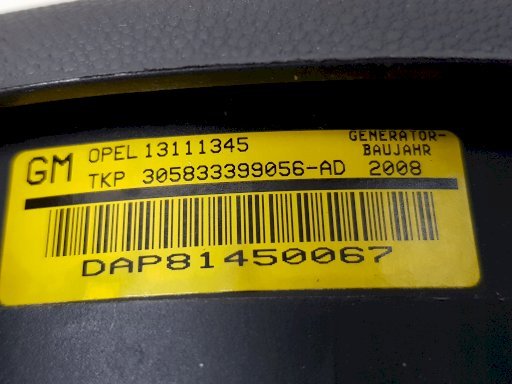 GM
OPEL 13111345
TKP 305833399056-AD
GENERATOR-
BAUJAHR
2008
DAP81450067